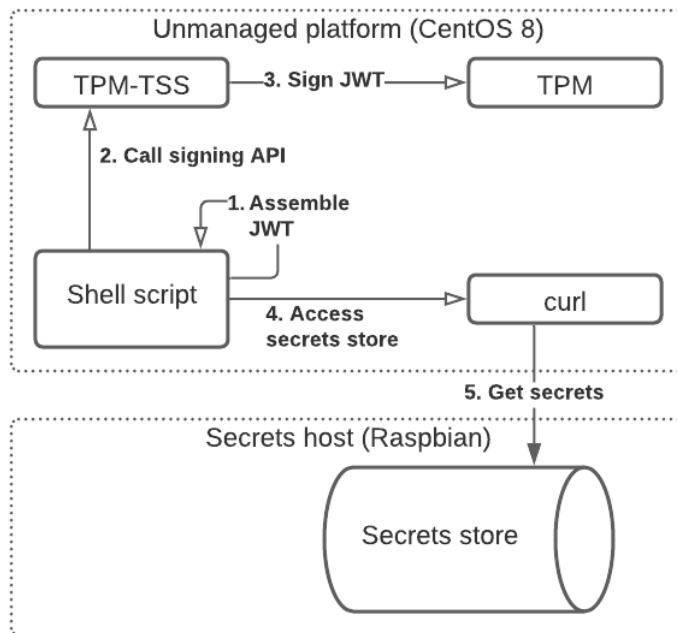 Unmanaged platform (CentOS 8)
TPM-TSS
3. Sign JWT
TPM
2. Call signing API
1. Assemble
JWT
Shell script
4. Access
secrets store
curl
5. Get secrets
Secrets host (Raspbian)
Secrets store